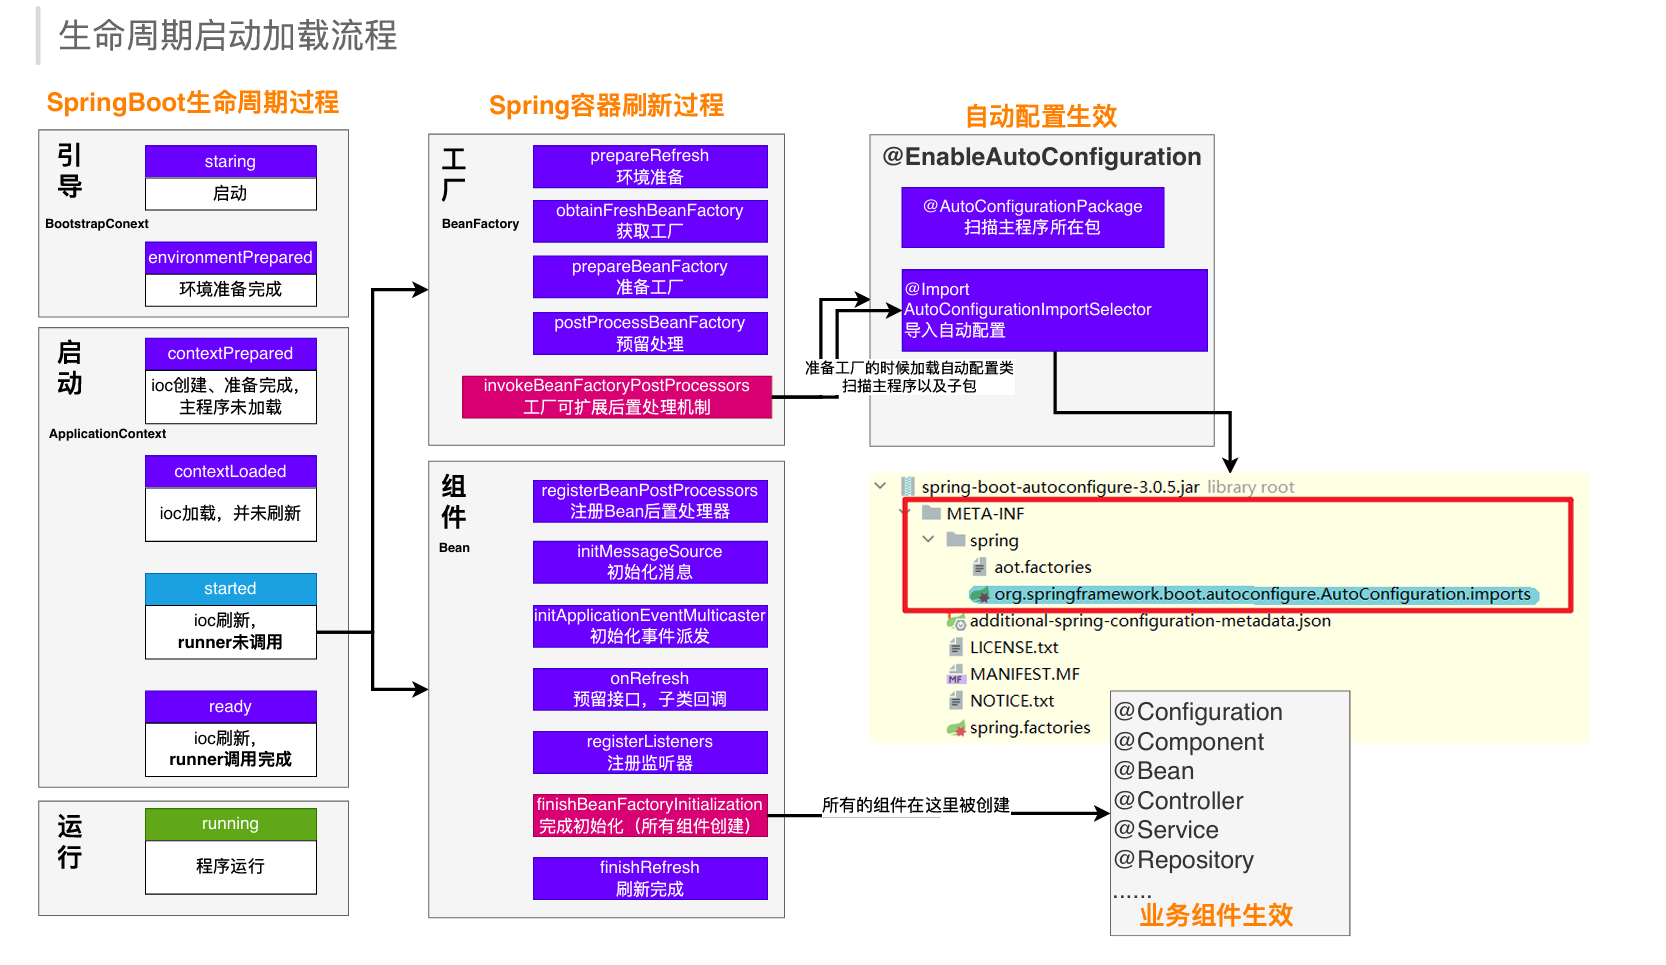 生命周期启动加载流程
SpringBoot生命周期过程
引
导
BootstrapConext
staring
启动
environmentPrepared
环境准备完成
启
动
ApplicationContext
contextPrepared
ioc创建、准备完成，
主程序未加载
contextLoaded
ioc加载，并未刷新
started
ioc刷新，
runner未调用
ready
ioc刷新，
runner调用完成
运
行
running
程序运行
Spring容器刷新过程
工
厂
BeanFactory
prepareRefresh
环境准备
obtainFreshBeanFactory
获取工厂
prepareBeanFactory
准备工厂
postProcessBeanFactory
预留处理
invokeBeanFactoryPostProcessors
工厂可扩展后置处理机制
组
件
Bean
registerBeanPostProcessors
注册Bean后置处理器
initMessageSource
初始化消息
initApplicationEventMulticaster
初始化事件派发
onRefresh
预留接口，子类回调
registerListeners
注册监听器
finishBeanFactoryInitialization
完成初始化（所有组件创建）
finishRefresh
刷新完成
自动配置生效
@EnableAutoConfiguration
@AutoConfigurationPackage
扫描主程序所在包
@Import
AutoConfigurationImportSelector
导入自动配置
准备工厂的时候加载自动配置类
扫描主程序以及子包
spring-boot-autoconfigure-3.0.5.jar library root
META-INF
spring
aot.factories
org.springframework.boot.autoconfigure.AutoConfiguration.imports
additional-spring-configuration-metadata.json
LICENSE.txt
MF MANIFEST.MF
NOTICE.txt
spring.factories
所有的组件在这里被创建
@Configuration
@Component
@Bean
@Controller
@Service
@Repository
......
业务组件生效